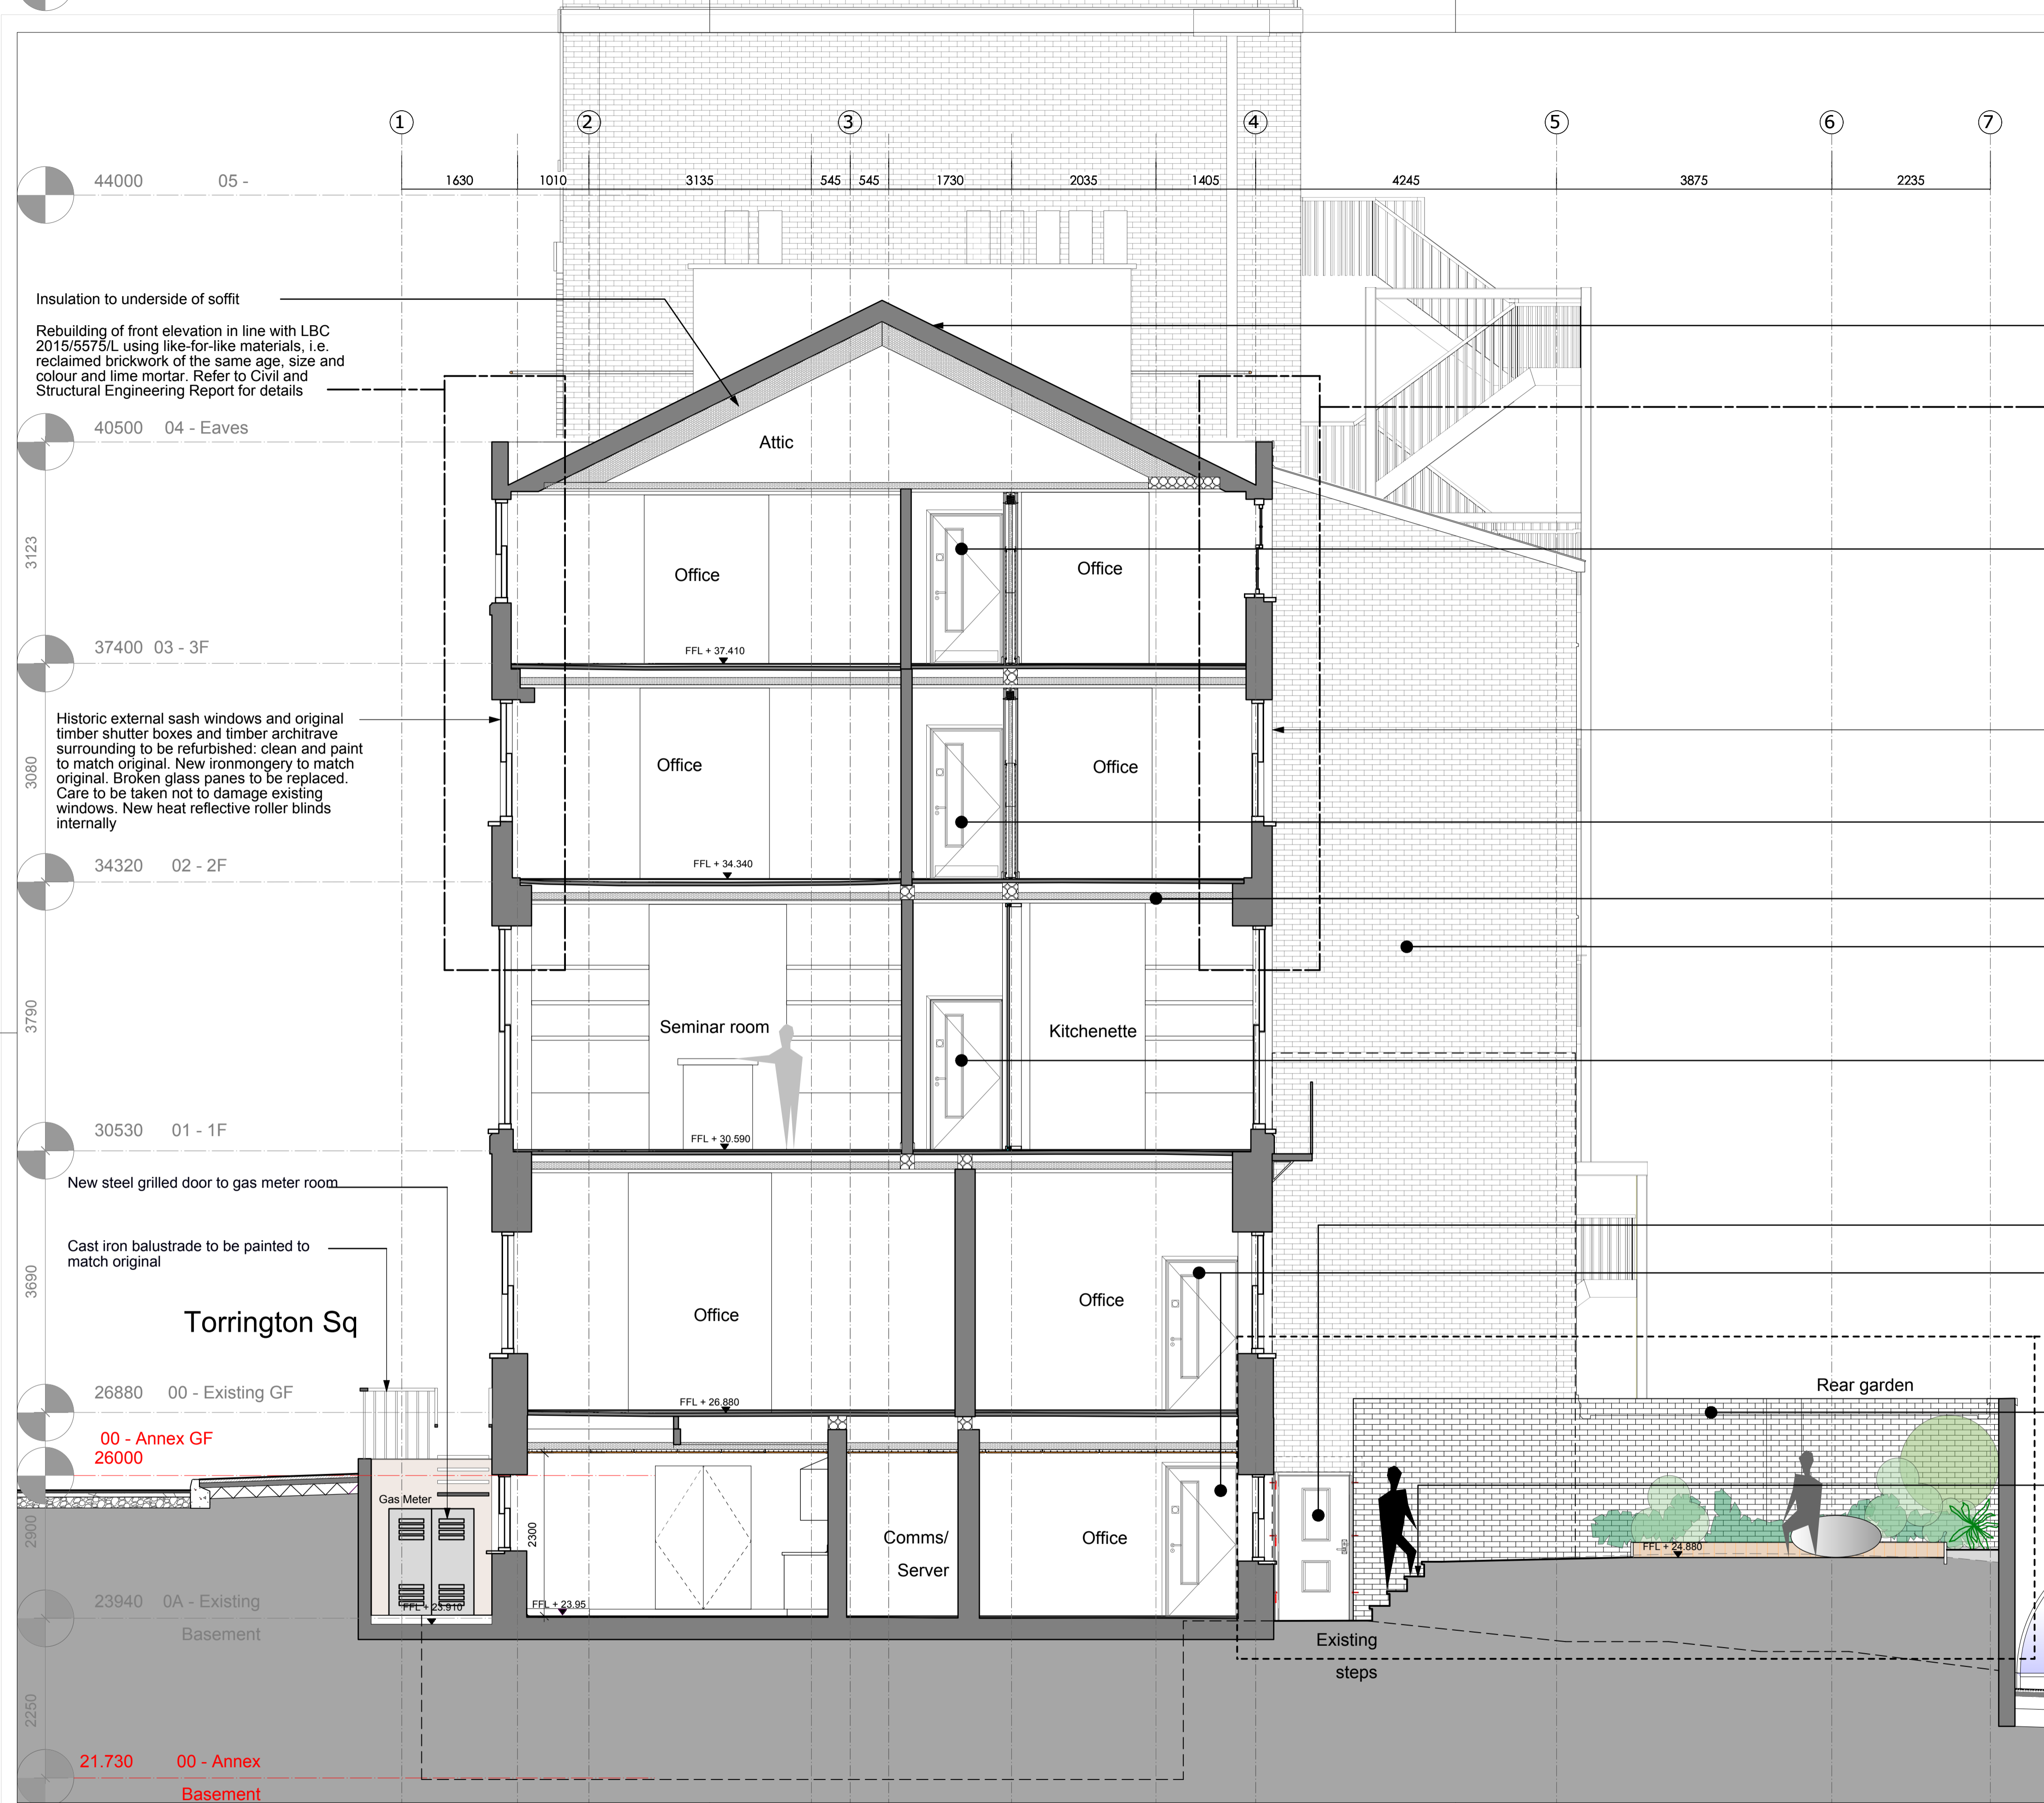 1
2
3
4
5
6
7
1630
1010
3135
545
545
1730
2035
1405
4245
3875
2235
44000 05 -
Insulation to underside of soffit
Rebuilding of front elevation in line with LBC
2015/5575/L using like-for-like materials, i.e.
reclaimed brickwork of the same age, size and
colour and lime mortar. Refer to Civil and
Structural Engineering Report for details
40500 04 - Eaves
Attic
3123
Office
Office
FFL + 37.410
37400 03 - 3F
Historic external sash windows and original
timber shutter boxes and timber architrave
surrounding to be refurbished: clean and paint
to match original. New ironmongery to match
original. Broken glass panes to be replaced.
Care to be taken not to damage existing
windows. New heat reflective roller blinds
internally
3080
Office
Office
FFL + 34.340
34320 02 - 2F
3790
Seminar room
Kitchenette
FFL + 30.590
30530 01 - 1F
New steel grilled door to gas meter room
Cast iron balustrade to be painted to
match original
3690
Torrington Sq
Office
Office
FFL + 26.880
26880 00 - Existing GF
00 - Annex GF
26000
Rear garden
Gas Meter
2900
2300
Comms/
Server
Office
FFL + 24.880
23940 0A - Existing
Basement
FFL + 23.910
FFL + 23.95
Existing
steps
2250
21.730 00 - Annex
Basement